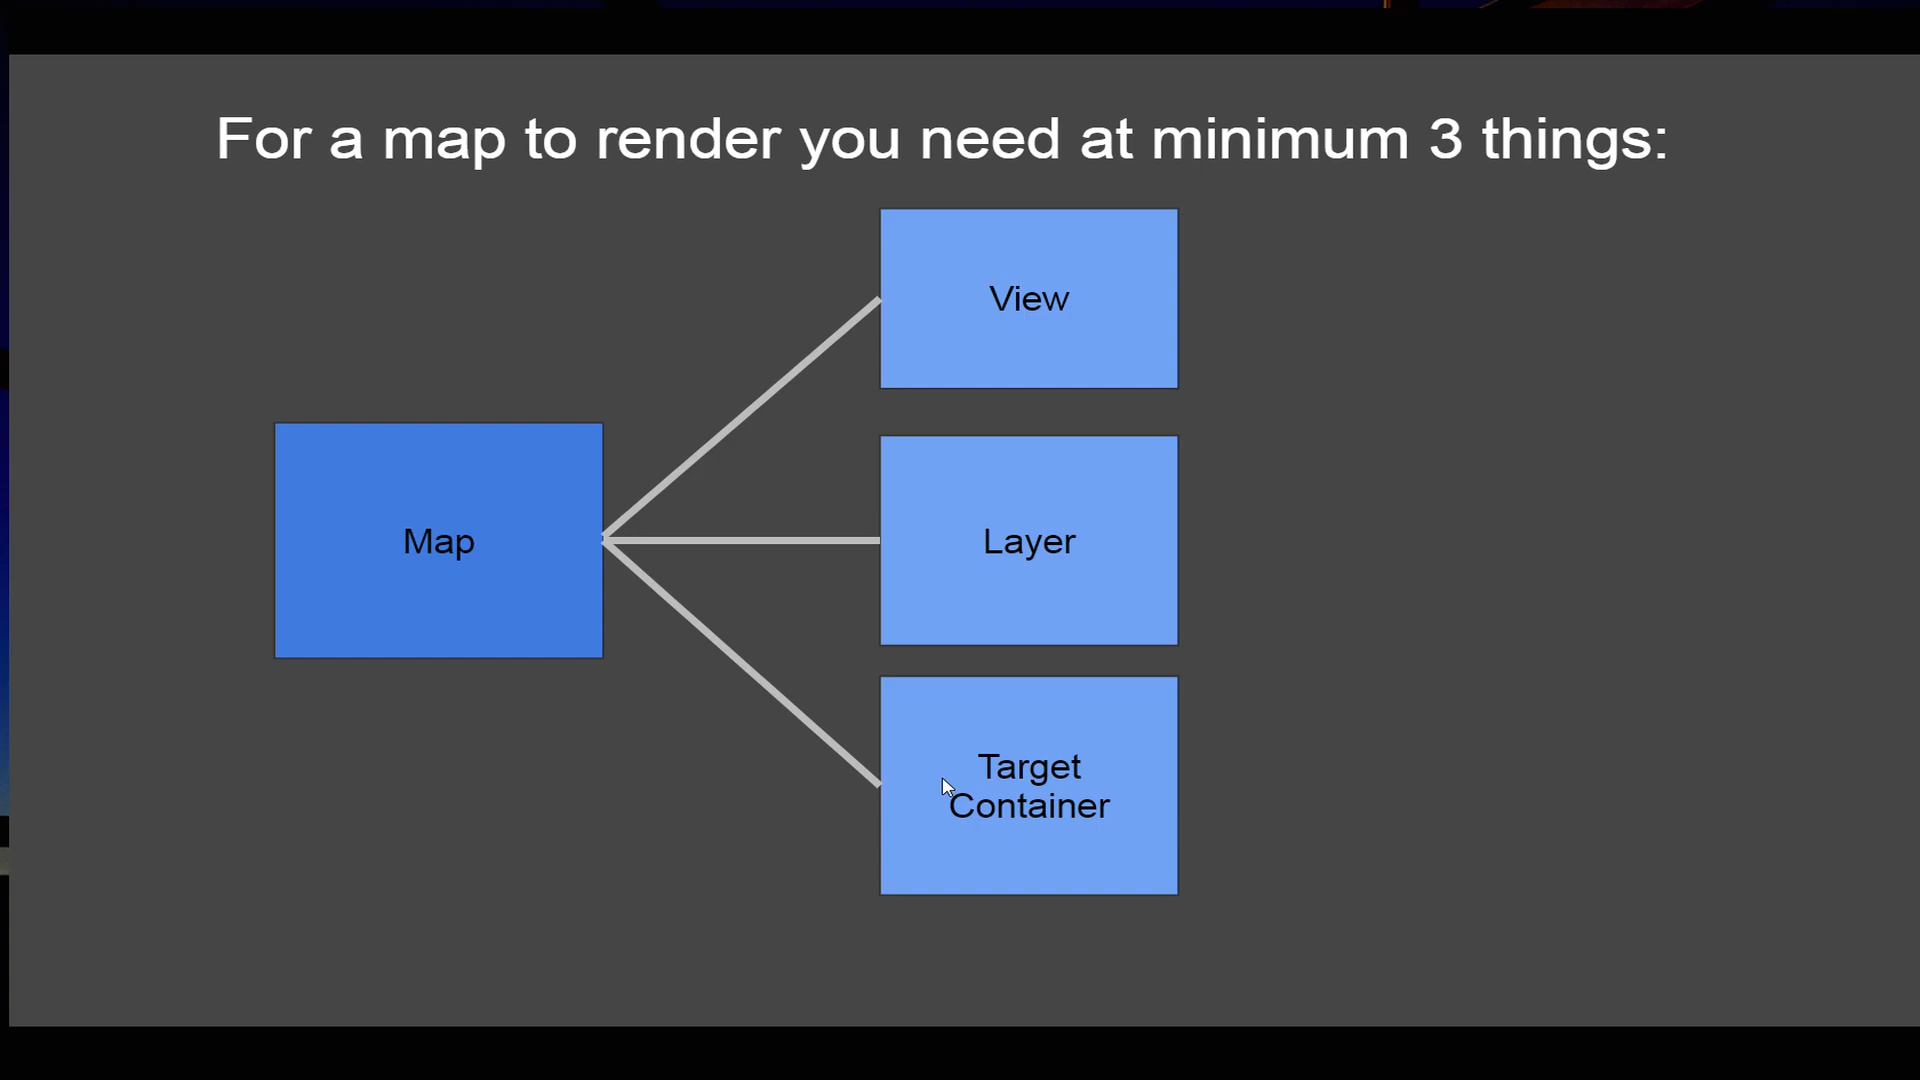 For a map to render you need at minimum 3 things:
View
Map
Layer
Target
Container